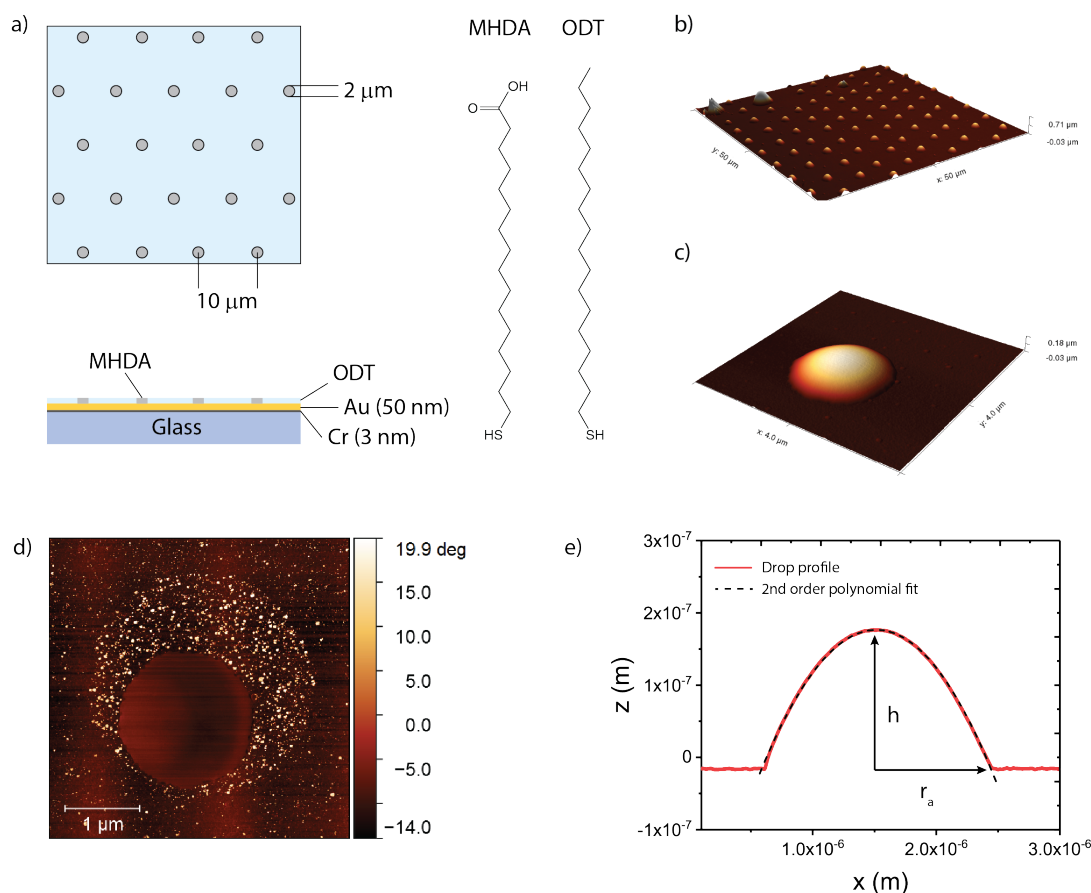 a)
2 μm
10 μm
MHDA
ODT
Au (50 nm)
Glass
Cr (3 nm)
MHDA
ODT
OH
O
HS
SH
b)
0.71 μm
-0.03 μm
y: 50 μm
x: 50 μm
c)
0.18 μm
-0.03 μm
x: 4.0 μm
y: 4.0 μm
d)
19.9 deg
15.0
10.0
5.0
0.0
−5.0
−14.0
1 μm
e)
3x10⁻⁷
2x10⁻⁷
1x10⁻⁷
0
-1x10⁻⁷
z (m)
Drop profile
2nd order polynomial fit
h
rₐ
1.0x10⁻⁶
2.0x10⁻⁶
3.0x10⁻⁶
x (m)